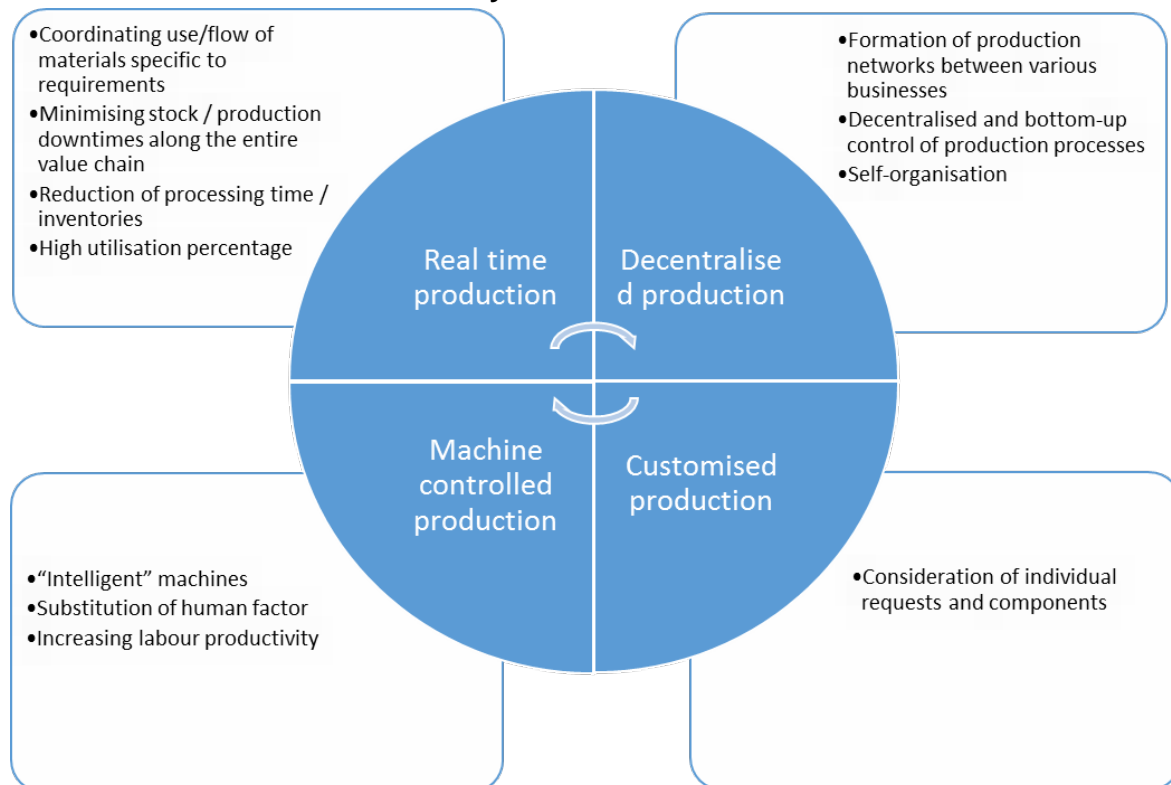 •Coordinating use/flow of
materials specific to
requirements
•Minimising stock / production
downtimes along the entire
value chain
•Reduction of processing time /
inventories
•High utilisation percentage
•Formation of production
networks between various
businesses
•Decentralised and bottom-up
control of production processes
•Self-organisation
Real time
production
Decentralise
d production
Machine
controlled
production
Customised
production
•“Intelligent” machines
•Substitution of human factor
•Increasing labour productivity
•Consideration of individual
requests and components